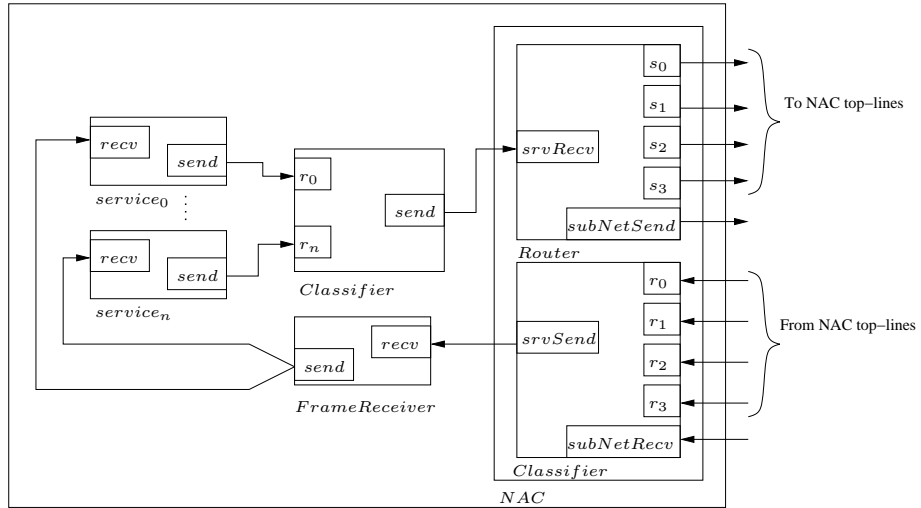 s0
s1
To NAC top–lines
recv
srvRecv
s2
send
r0
s3
service0
send
subNetSend
recv
rn
Router
send
r0
Classifier
servicen
r1
From NAC top–lines
recv
srvSend
r2
send
r3
FrameReceiver
subNetRecv
Classifier
NAC